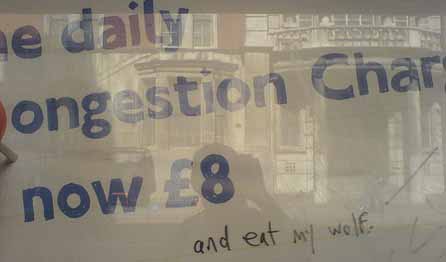 he daily
ongestion Char
now £8
and eat my wolf.